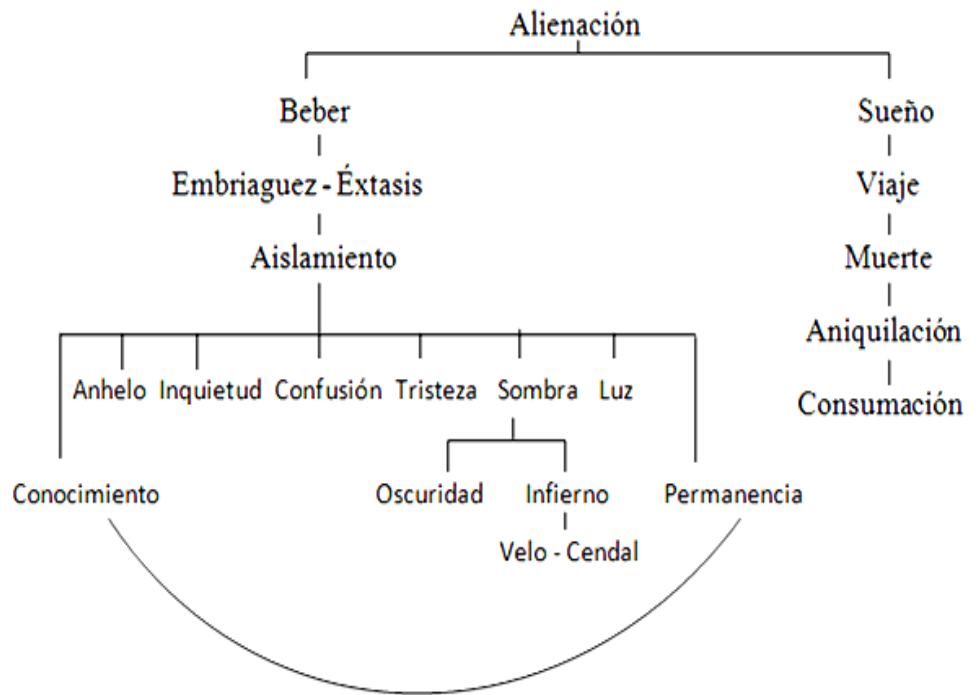 Alienación
Beber Sueño
Embriaguez - Éxtasis Viaje
Aislamiento Muerte
Aniquilación
Anhelo Inquietud Confusión Tristeza Sombra Luz
Consumación
Conocimiento Oscuridad Infierno Permanencia
Velo - Cendal